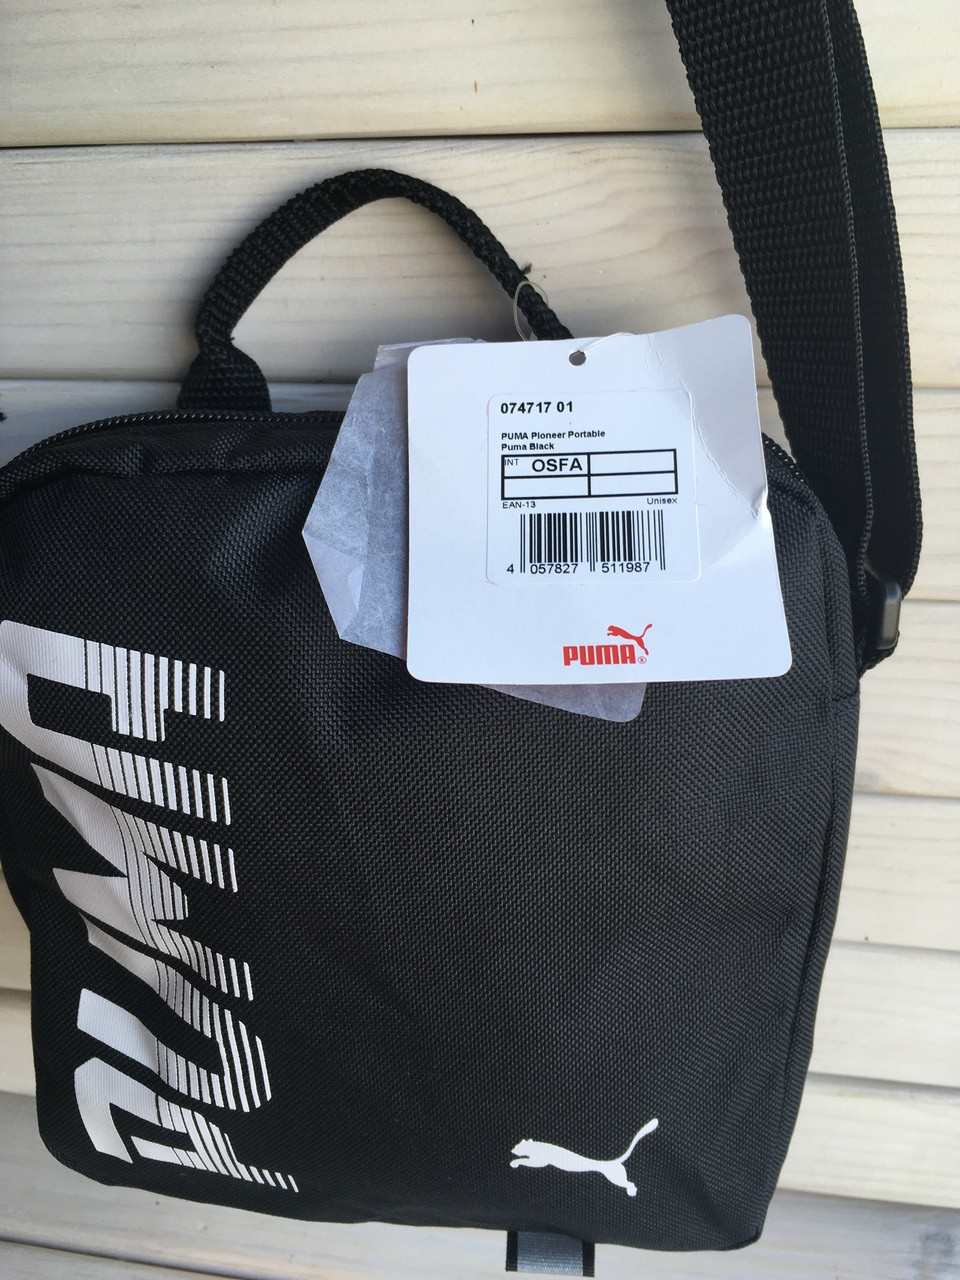 074717 01
PUMA Pioneer Portable
Puma Black
INT OSFA
EAN-13 Unisex
4 057827 511987
PUMA®
PUMA